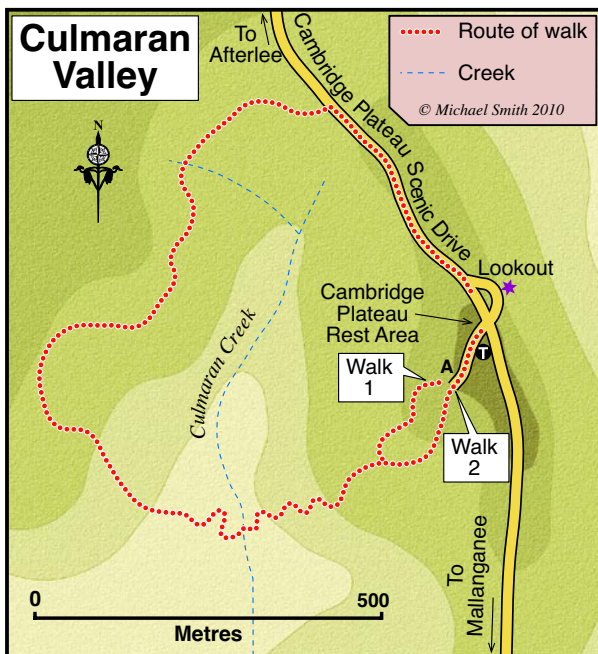 Culmaran
Valley
To
Afterlee
Route of walk
Creek
© Michael Smith 2010
N
Cambridge Plateau Scenic Drive
Lookout
Cambridge
Plateau
Rest Area
T
A
Walk
1
Walk
2
Culmaran Creek
To
Mallanganee
0
500
Metres